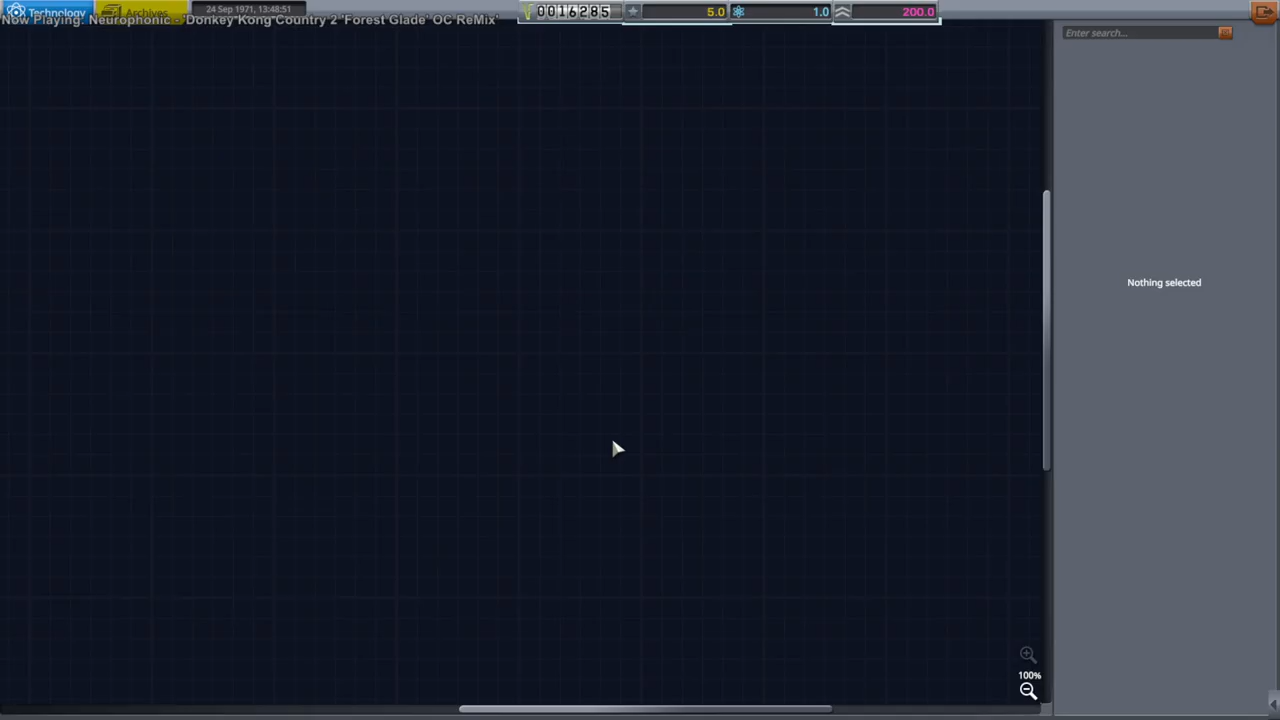 Now Playing: Neurophonic - 'Donkey Kong Country 2 'Forest Glade' OC ReMix'
Technology
Archives
24 Sep 1971, 13:48:51
0016285
5.0
1.0
200.0
Enter search...
Nothing selected
100%